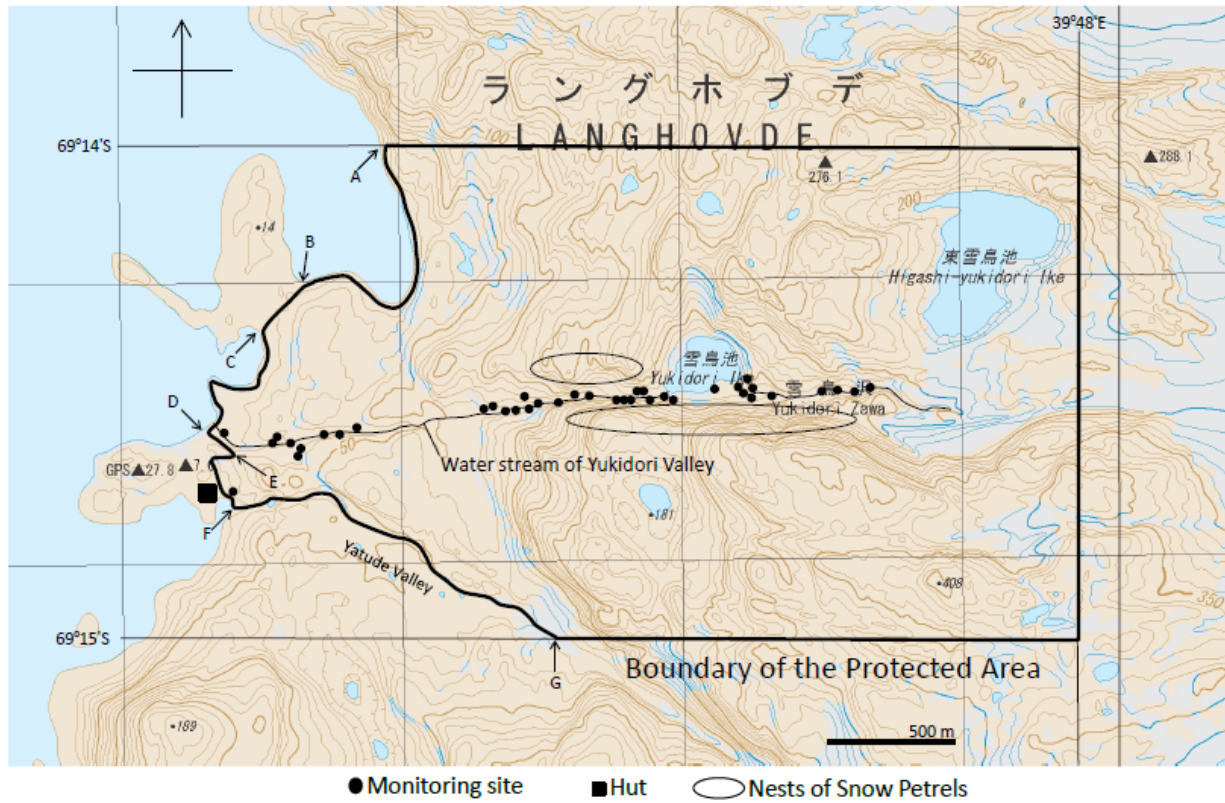 39°48'E
250
ラングホブデ
LANGHOVDE
100
69°14'S
A
276.1
288.1
200
14
B
東雪鳥池
Higashi-yukidori Ike
C
雪鳥池
Yukidori Ike
雪鳥沢
Yukidori Zawa
D
50
Water stream of Yukidori Valley
GPS 27.8
E
F
181
Yatude Valley
408
350
69°15'S
G
Boundary of the Protected Area
189
500 m
Monitoring site Hut Nests of Snow Petrels